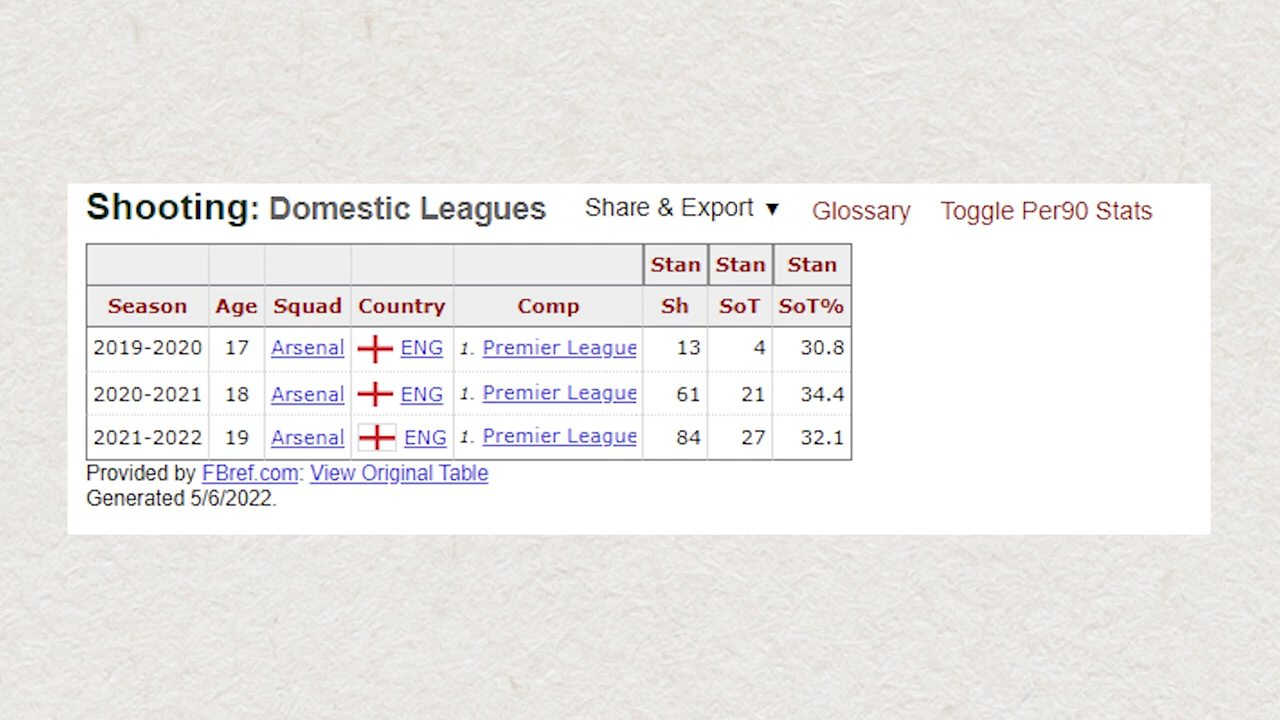 Shooting: Domestic Leagues Share & Export ▼ Glossary Toggle Per90 Stats
Stan Stan Stan
Season Age Squad Country Comp Sh SoT SoT%
2019-2020 17 Arsenal ENG 1. Premier League 13 4 30.8
2020-2021 18 Arsenal ENG 1. Premier League 61 21 34.4
2021-2022 19 Arsenal ENG 1. Premier League 84 27 32.1
Provided by FBref.com: View Original Table
Generated 5/6/2022.